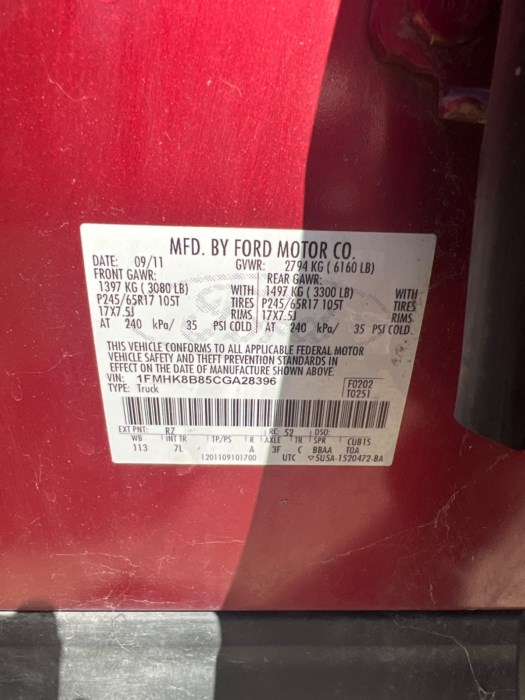 MFD. BY FORD MOTOR CO.
DATE: 09/11 GVWR: 2794 KG ( 6160 LB)
FRONT GAWR: REAR GAWR:
1397 KG ( 3080 LB) WITH 1497 KG ( 3300 LB) WITH
P245/65R17 105T TIRES P245/65R17 105T TIRES
17X7.5J RIMS 17X7.5J RIMS
AT 240 kPa/ 35 PSI COLD AT 240 kPa/ 35 PSI COLD
THIS VEHICLE CONFORMS TO ALL APPLICABLE FEDERAL MOTOR
VEHICLE SAFETY AND THEFT PREVENTION STANDARDS IN
EFFECT ON THE DATE OF MANUFACTURE SHOWN ABOVE.
VIN: 1FMHK8B85CGA28396 F0202
TYPE: Truck T0251
EXT PNT: RZ RC: 52 DSO:
WB INT TR TP/PS R AXLE TR SPR CUB15
113 7L A 3F C BBAA TOA
1201109101700 UTC ▽5USA-1520472-BA